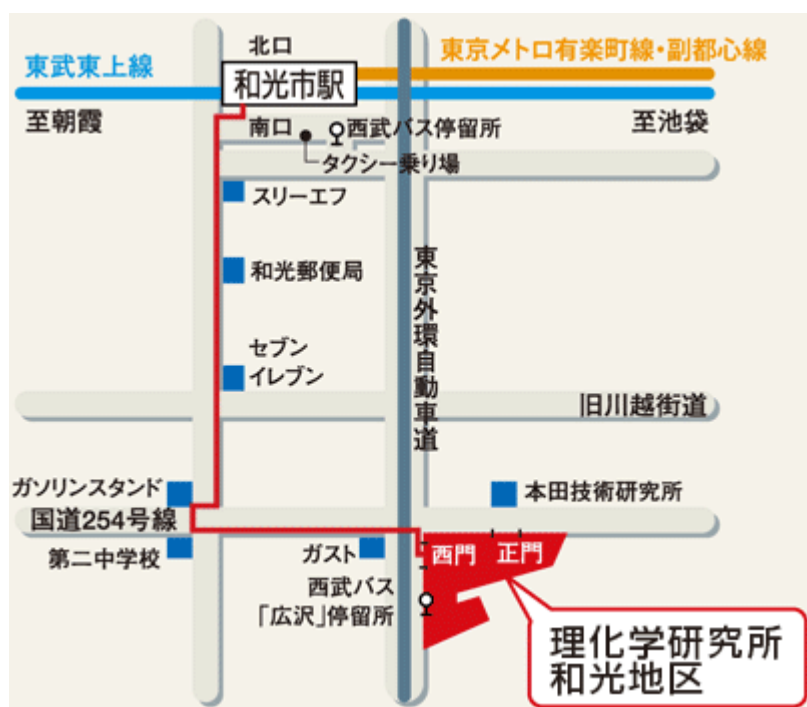 北口
東京メトロ有楽町線・副都心線
東武東上線
和光市駅
至朝霞
南口
西武バス停留所
至池袋
タクシー乗り場
スリーエフ
和光郵便局
東京外環自動車道
セブン
イレブン
旧川越街道
ガソリンスタンド
本田技術研究所
国道254号線
第二中学校
ガスト
西門
正門
西武バス
「広沢」停留所
理化学研究所
和光地区